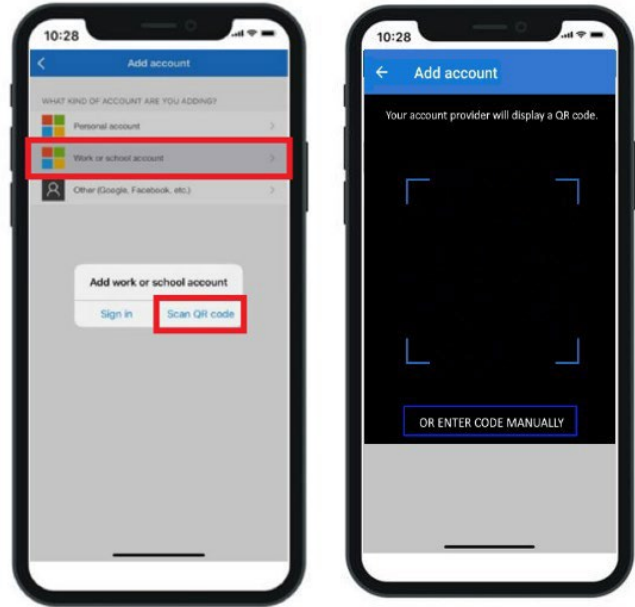 10:28
Add account
WHAT KIND OF ACCOUNT ARE YOU ADDING?
Personal account
Work or school account
Other (Google, Facebook, etc.)
Add work or school account
Sign in
Scan QR code
10:28
Add account
Your account provider will display a QR code.
OR ENTER CODE MANUALLY